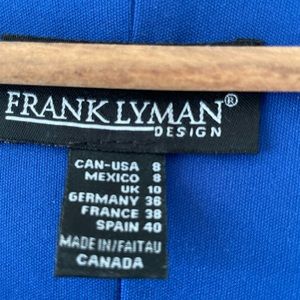 FRANK LYMAN®
DESIGN
CAN-USA 8
MEXICO 8
UK 10
GERMANY 36
FRANCE 38
SPAIN 40
MADE IN/FAIT AU
CANADA